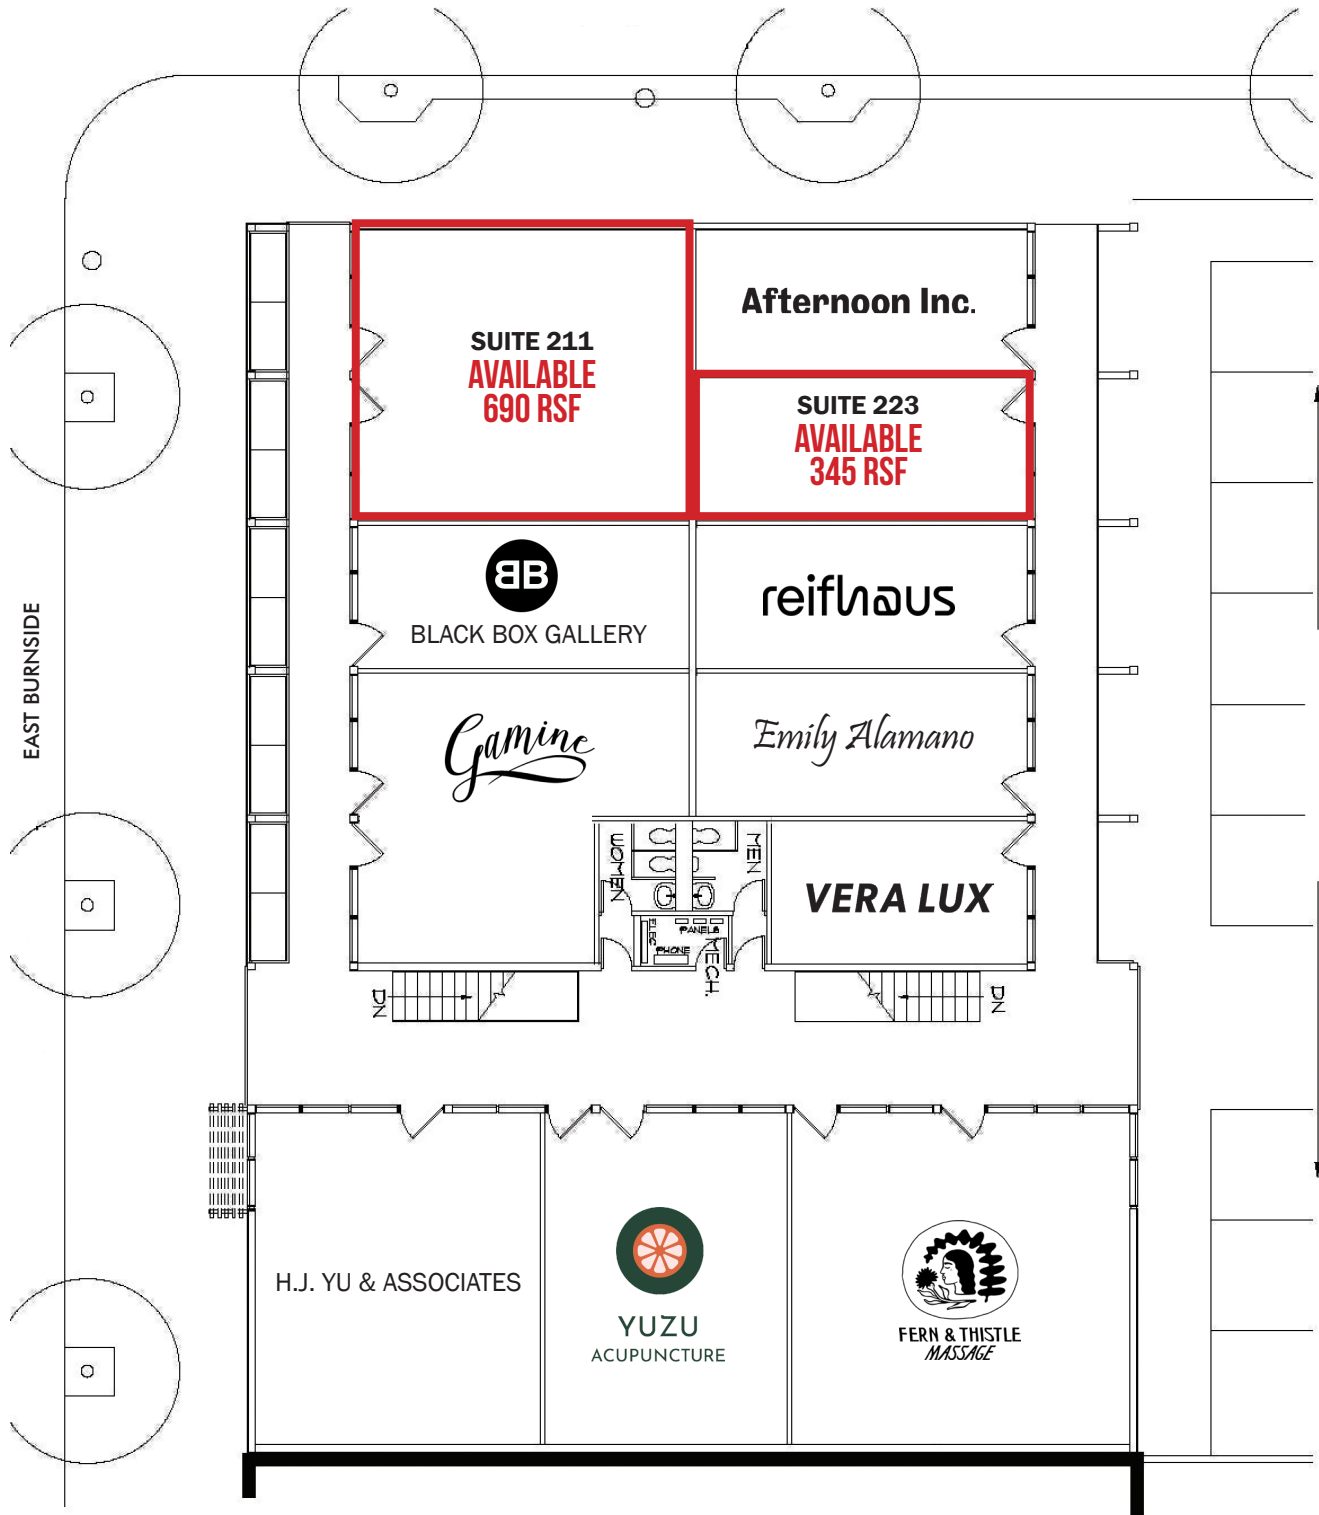 Afternoon Inc.
SUITE 211
AVAILABLE
690 RSF
SUITE 223
AVAILABLE
345 RSF
BB
BLACK BOX GALLERY
reifhaus
EAST BURNSIDE
Gamine
Emily Alamano
WOMEN
MEN
VERA LUX
ELEC
PANELS
PHONE
MECH.
DN
DN
H.J. YU & ASSOCIATES
YUZU
ACUPUNCTURE
FERN & THISTLE
MASSAGE